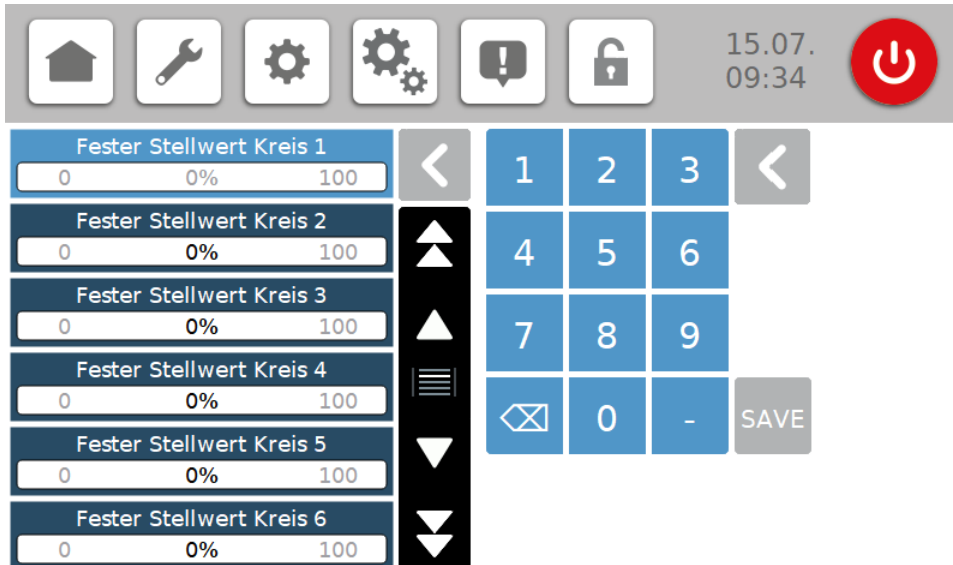 15.07.
09:34
Fester Stellwert Kreis 1
0 0% 100
Fester Stellwert Kreis 2
0 0% 100
Fester Stellwert Kreis 3
0 0% 100
Fester Stellwert Kreis 4
0 0% 100
Fester Stellwert Kreis 5
0 0% 100
Fester Stellwert Kreis 6
0 0% 100
1 2 3
4 5 6
7 8 9
0 - SAVE